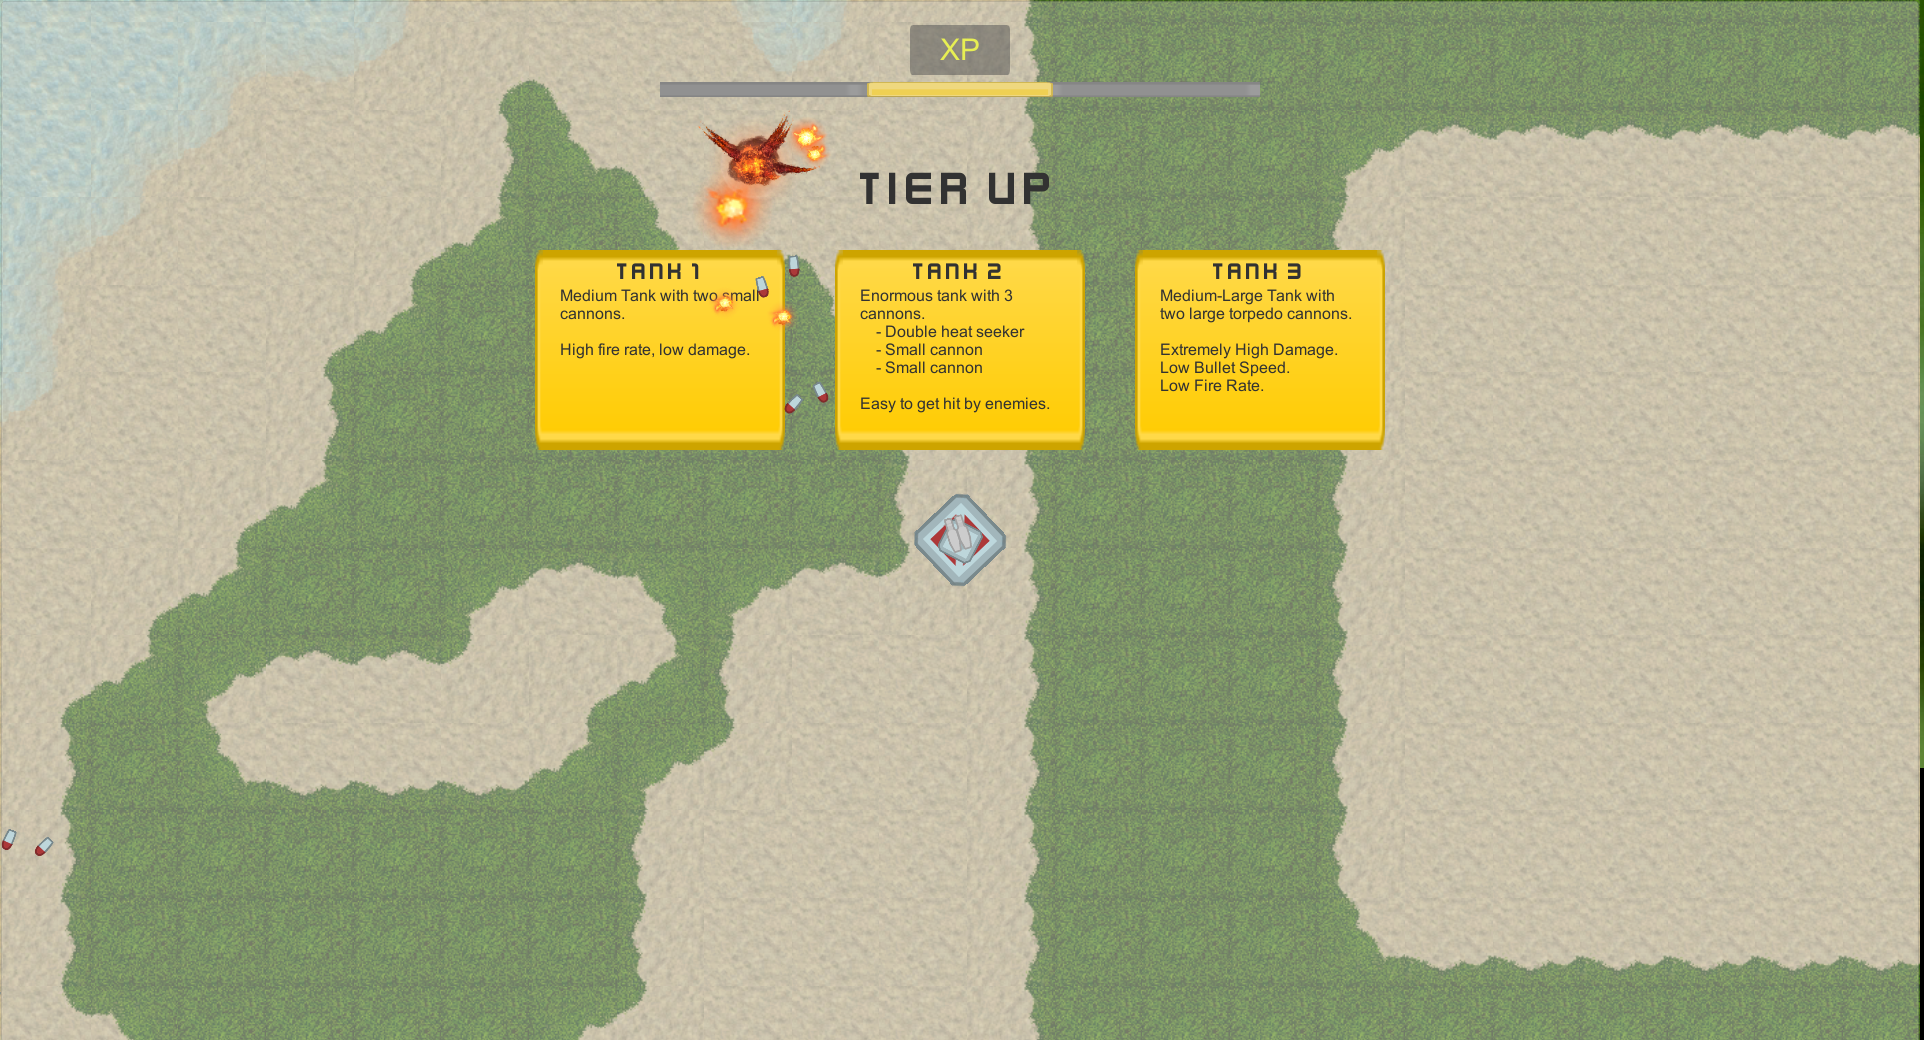 XP
TIER UP
TANK 1
Medium Tank with two small
cannons.
High fire rate, low damage.
TANK 2
Enormous tank with 3
cannons.
- Double heat seeker
- Small cannon
- Small cannon
Easy to get hit by enemies.
TANK 3
Medium-Large Tank with
two large torpedo cannons.
Extremely High Damage.
Low Bullet Speed.
Low Fire Rate.